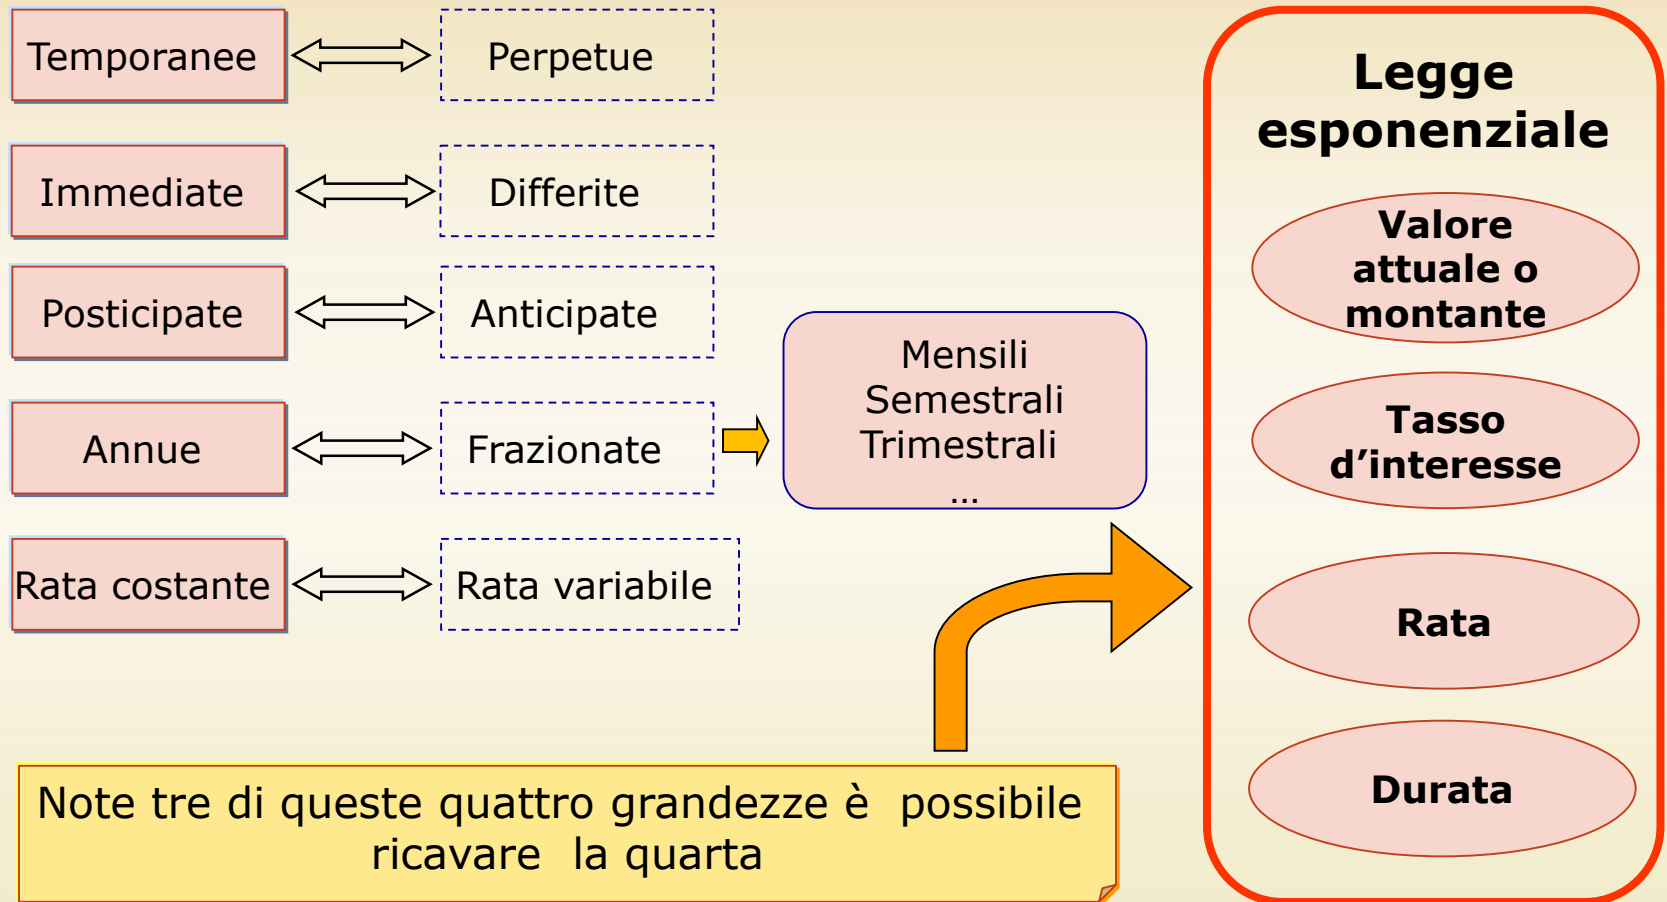 Temporanee
Perpetue
Immediate
Differite
Posticipate
Anticipate
Annue
Frazionate
Mensili
Semestrali
Trimestrali
...
Rata costante
Rata variabile
Note tre di queste quattro grandezze è possibile
ricavare la quarta
Legge
esponenziale
Valore
attuale o
montante
Tasso
d’interesse
Rata
Durata